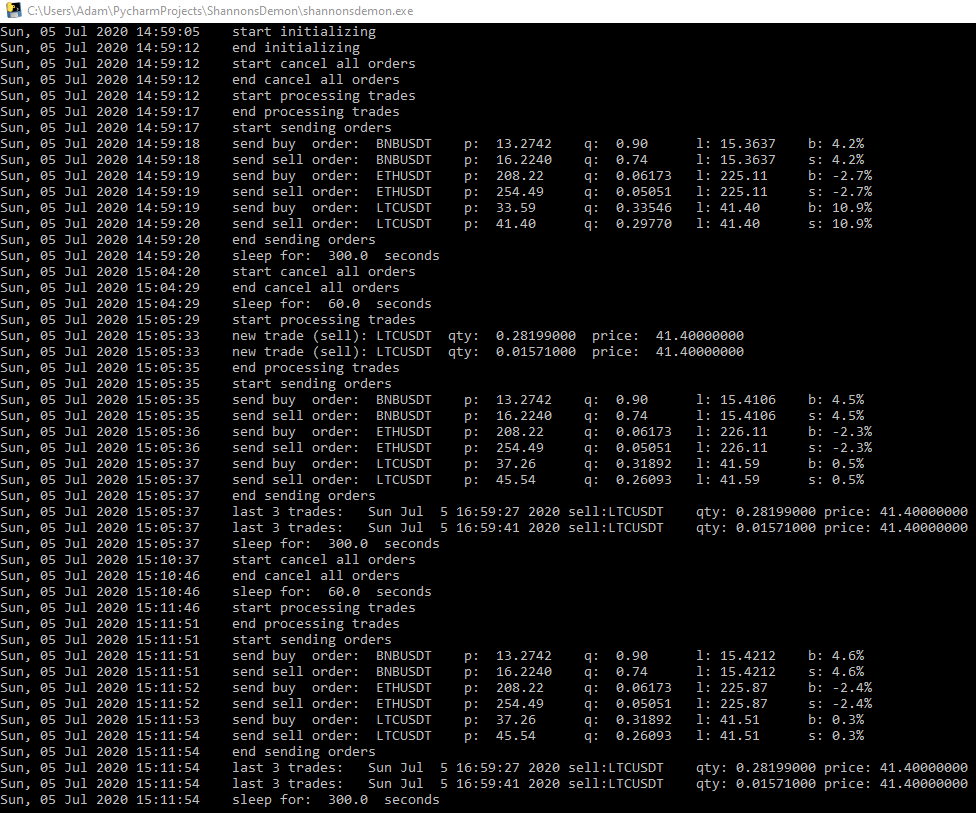 C:\Users\Adam\PycharmProjects\ShannonsDemon\shannonsdemon.exe
Sun, 05 Jul 2020 14:59:05    start initializing
Sun, 05 Jul 2020 14:59:12    end initializing
Sun, 05 Jul 2020 14:59:12    start cancel all orders
Sun, 05 Jul 2020 14:59:12    end cancel all orders
Sun, 05 Jul 2020 14:59:12    start processing trades
Sun, 05 Jul 2020 14:59:17    end processing trades
Sun, 05 Jul 2020 14:59:17    start sending orders
Sun, 05 Jul 2020 14:59:18    send buy  order:  BNBUSDT    p:  13.2742    q:  0.90      l: 15.3637    b: 4.2%
Sun, 05 Jul 2020 14:59:18    send sell order:  BNBUSDT    p:  16.2240    q:  0.74      l: 15.3637    s: 4.2%
Sun, 05 Jul 2020 14:59:19    send buy  order:  ETHUSDT    p:  208.22     q:  0.06173   l: 225.11     b: -2.7%
Sun, 05 Jul 2020 14:59:19    send sell order:  ETHUSDT    p:  254.49     q:  0.05051   l: 225.11     s: -2.7%
Sun, 05 Jul 2020 14:59:19    send buy  order:  LTCUSDT    p:  33.59      q:  0.33546   l: 41.40      b: 10.9%
Sun, 05 Jul 2020 14:59:20    send sell order:  LTCUSDT    p:  41.40      q:  0.29770   l: 41.40      s: 10.9%
Sun, 05 Jul 2020 14:59:20    end sending orders
Sun, 05 Jul 2020 14:59:20    sleep for:  300.0  seconds
Sun, 05 Jul 2020 15:04:20    start cancel all orders
Sun, 05 Jul 2020 15:04:29    end cancel all orders
Sun, 05 Jul 2020 15:04:29    sleep for:  60.0  seconds
Sun, 05 Jul 2020 15:05:29    start processing trades
Sun, 05 Jul 2020 15:05:33    new trade (sell): LTCUSDT  qty:  0.28199000  price:  41.40000000
Sun, 05 Jul 2020 15:05:33    new trade (sell): LTCUSDT  qty:  0.01571000  price:  41.40000000
Sun, 05 Jul 2020 15:05:35    end processing trades
Sun, 05 Jul 2020 15:05:35    start sending orders
Sun, 05 Jul 2020 15:05:35    send buy  order:  BNBUSDT    p:  13.2742    q:  0.90      l: 15.4106    b: 4.5%
Sun, 05 Jul 2020 15:05:35    send sell order:  BNBUSDT    p:  16.2240    q:  0.74      l: 15.4106    s: 4.5%
Sun, 05 Jul 2020 15:05:36    send buy  order:  ETHUSDT    p:  208.22     q:  0.06173   l: 226.11     b: -2.3%
Sun, 05 Jul 2020 15:05:36    send sell order:  ETHUSDT    p:  254.49     q:  0.05051   l: 226.11     s: -2.3%
Sun, 05 Jul 2020 15:05:37    send buy  order:  LTCUSDT    p:  37.26      q:  0.31892   l: 41.59      b: 0.5%
Sun, 05 Jul 2020 15:05:37    send sell order:  LTCUSDT    p:  45.54      q:  0.26093   l: 41.59      s: 0.5%
Sun, 05 Jul 2020 15:05:37    end sending orders
Sun, 05 Jul 2020 15:05:37    last 3 trades:   Sun Jul  5 16:59:27 2020 sell:LTCUSDT    qty: 0.28199000 price: 41.40000000
Sun, 05 Jul 2020 15:05:37    last 3 trades:   Sun Jul  5 16:59:41 2020 sell:LTCUSDT    qty: 0.01571000 price: 41.40000000
Sun, 05 Jul 2020 15:05:37    sleep for:  300.0  seconds
Sun, 05 Jul 2020 15:10:37    start cancel all orders
Sun, 05 Jul 2020 15:10:46    end cancel all orders
Sun, 05 Jul 2020 15:10:46    sleep for:  60.0  seconds
Sun, 05 Jul 2020 15:11:46    start processing trades
Sun, 05 Jul 2020 15:11:51    end processing trades
Sun, 05 Jul 2020 15:11:51    start sending orders
Sun, 05 Jul 2020 15:11:51    send buy  order:  BNBUSDT    p:  13.2742    q:  0.90      l: 15.4212    b: 4.6%
Sun, 05 Jul 2020 15:11:51    send sell order:  BNBUSDT    p:  16.2240    q:  0.74      l: 15.4212    s: 4.6%
Sun, 05 Jul 2020 15:11:52    send buy  order:  ETHUSDT    p:  208.22     q:  0.06173   l: 225.87     b: -2.4%
Sun, 05 Jul 2020 15:11:52    send sell order:  ETHUSDT    p:  254.49     q:  0.05051   l: 225.87     s: -2.4%
Sun, 05 Jul 2020 15:11:53    send buy  order:  LTCUSDT    p:  37.26      q:  0.31892   l: 41.51      b: 0.3%
Sun, 05 Jul 2020 15:11:54    send sell order:  LTCUSDT    p:  45.54      q:  0.26093   l: 41.51      s: 0.3%
Sun, 05 Jul 2020 15:11:54    end sending orders
Sun, 05 Jul 2020 15:11:54    last 3 trades:   Sun Jul  5 16:59:27 2020 sell:LTCUSDT    qty: 0.28199000 price: 41.40000000
Sun, 05 Jul 2020 15:11:54    last 3 trades:   Sun Jul  5 16:59:41 2020 sell:LTCUSDT    qty: 0.01571000 price: 41.40000000
Sun, 05 Jul 2020 15:11:54    sleep for:  300.0  seconds